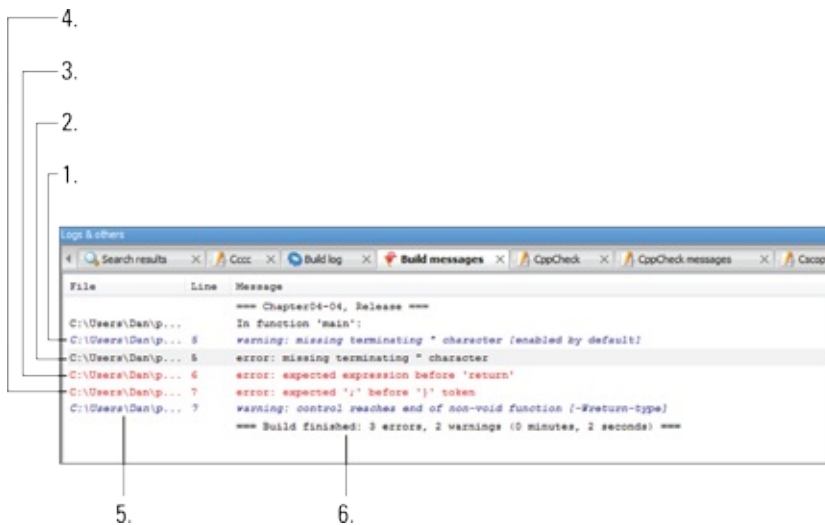 4.
3.
2.
1.
Logs & others
Search results Cccc Build log Build messages CppCheck CppCheck messages Cscop
File Line Message
=== Chapter04-04, Release ===
C:\Users\Dan\p... In function 'main':
C:\Users\Dan\p... 5 warning: missing terminating " character [enabled by default]
C:\Users\Dan\p... 5 error: missing terminating " character
C:\Users\Dan\p... 6 error: expected expression before 'return'
C:\Users\Dan\p... 7 error: expected ';' before '}' token
C:\Users\Dan\p... 7 warning: control reaches end of non-void function [-Wreturn-type]
=== Build finished: 3 errors, 2 warnings (0 minutes, 2 seconds) ===
5. 6.